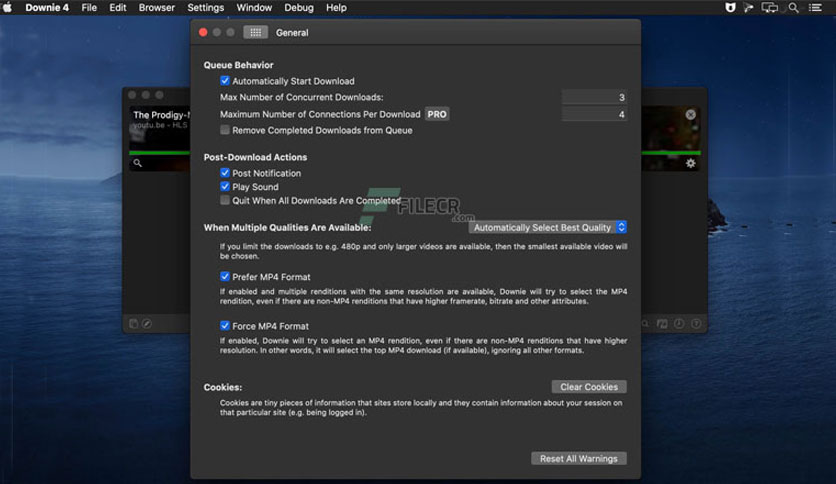 Downie 4 File Edit Browser Settings Window Debug Help
General
Queue Behavior
Automatically Start Download
Max Number of Concurrent Downloads: 3
Maximum Number of Connections Per Download PRO 4
Remove Completed Downloads from Queue
The Prodigy-
youtu.be - HLS
Post-Download Actions
Post Notification
Play Sound
Quit When All Downloads Are Completed
FILECR
.com
When Multiple Qualities Are Available: Automatically Select Best Quality
If you limit the downloads to e.g. 480p and only larger videos are available, then the smallest available video will
be chosen.
Prefer MP4 Format
If enabled and multiple renditions with the same resolution are available, Downie will try to select the MP4
rendition, even if there are non-MP4 renditions that have higher framerate, bitrate and other attributes.
Force MP4 Format
If enabled, Downie will try to select an MP4 rendition, even if there are non-MP4 renditions that have higher
resolution. In other words, it will select the top MP4 download (if available), ignoring all other formats.
Cookies: Clear Cookies
Cookies are tiny pieces of information that sites store locally and they contain information about your session on
that particular site (e.g. being logged in).
Reset All Warnings